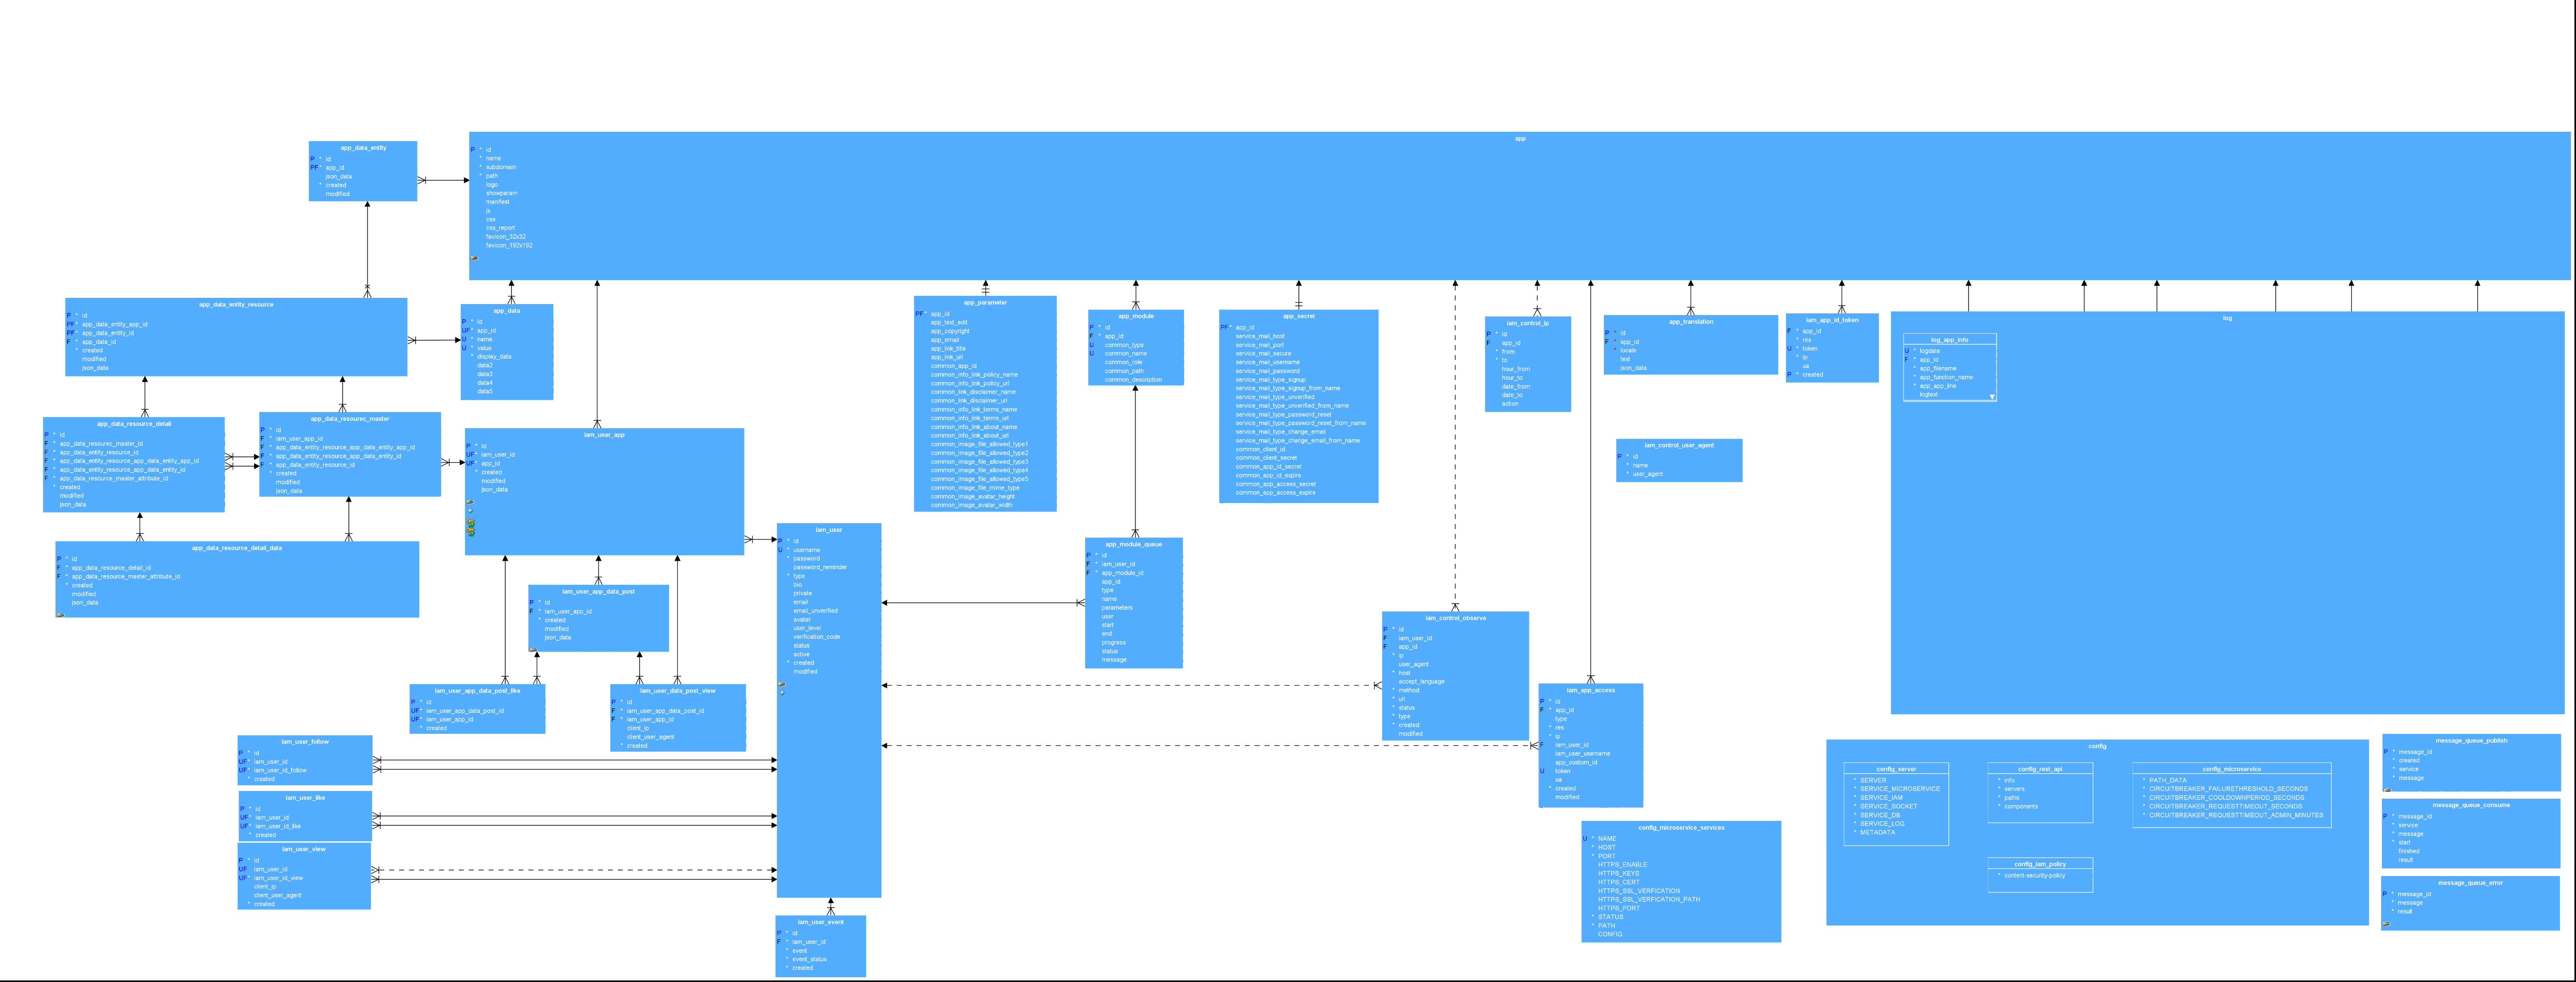 app
P * id
* name
* subdomain
* path
logo
showparam
manifest
js
css
css_report
favicon_32x32
favicon_192x192
app_data_entity
P * id
PF* app_id
json_data
* created
modified
app_data_entity_resource
P * id
PF* app_data_entity_app_id
PF* app_data_entity_id
F * app_data_id
* created
modified
json_data
app_data
P * id
UF* app_id
U * name
U * value
* display_data
data2
data3
data4
data5
app_parameter
PF* app_id
app_text_edit
app_copyright
app_email
app_link_title
app_link_url
common_app_id
common_info_link_policy_name
common_info_link_policy_url
common_link_disclaimer_name
common_link_disclaimer_url
common_info_link_terms_name
common_info_link_terms_url
common_info_link_about_name
common_info_link_about_url
common_image_file_allowed_type1
common_image_file_allowed_type2
common_image_file_allowed_type3
common_image_file_allowed_type4
common_image_file_allowed_type5
common_image_file_mime_type
common_image_avatar_height
common_image_avatar_width
app_module
P * id
F * app_id
U common_type
U common_name
common_role
common_path
common_description
app_secret
PF* app_id
service_mail_host
service_mail_port
service_mail_secure
service_mail_username
service_mail_password
service_mail_type_signup
service_mail_type_signup_from_name
service_mail_type_unverified
service_mail_type_unverified_from_name
service_mail_type_password_reset
service_mail_type_password_reset_from_name
service_mail_type_change_email
service_mail_type_change_email_from_name
common_client_id
common_client_secret
common_app_id_secret
common_app_id_expire
common_app_access_secret
common_app_access_expire
iam_control_ip
P * id
F app_id
* from
* to
hour_from
hour_to
date_from
date_to
action
app_translation
P * id
F * app_id
* locale
text
json_data
iam_app_id_token
F * app_id
* res
U * token
* ip
ua
P * created
log
log_app_info
U * logdate
F * app_id
* app_filename
* app_function_name
* app_app_line
* logtext
app_data_resource_detail
P * id
F * app_data_resourec_master_id
F * app_data_entity_resource_id
F * app_data_entity_resource_app_data_entity_app_id
F * app_data_entity_resource_app_data_entity_id
F * app_data_resource_master_attribute_id
* created
modified
json_data
app_data_resourec_master
P * id
F * iam_user_app_id
F * app_data_entity_resource_app_data_entity_app_id
F * app_data_entity_resource_app_data_entity_id
F * app_data_entity_resource_id
* created
modified
json_data
iam_user_app
P * id
UF* iam_user_id
UF* app_id
* created
modified
json_data
iam_control_user_agent
P * id
* name
* user_agent
app_data_resource_detail_data
P * id
F * app_data_resource_detail_id
F * app_data_resource_master_attribute_id
* created
modified
json_data
iam_user
P * id
U * username
* password
password_reminder
* type
bio
private
email
email_unverified
avatar
user_level
verification_code
status
active
* created
modified
app_module_queue
P * id
F * iam_user_id
F * app_module_id
app_id
type
name
parameters
user
start
end
progress
status
message
iam_user_app_data_post
P * id
F * iam_user_app_id
* created
modified
json_data
iam_control_observe
P * id
F iam_user_id
F app_id
* ip
user_agent
* host
accept_language
* method
* url
* status
* type
* created
modified
iam_user_app_data_post_like
P * id
UF* iam_user_app_data_post_id
UF* iam_user_app_id
* created
iam_user_data_post_view
P * id
F * iam_user_app_data_post_id
F * iam_user_app_id
client_ip
client_user_agent
* created
iam_app_access
P * id
F * app_id
type
* res
* ip
F iam_user_id
iam_user_username
app_custom_id
U token
ua
* created
modified
iam_user_follow
P * id
UF* iam_user_id
UF* iam_user_id_follow
* created
iam_user_like
P * id
UF* iam_user_id
UF* iam_user_id_like
* created
iam_user_view
P * id
UF iam_user_id
UF* iam_user_id_view
client_ip
client_user_agent
* created
iam_user_event
P * id
F * iam_user_id
* event
* event_status
* created
config_microservice_services
U * NAME
* HOST
* PORT
HTTPS_ENABLE
HTTPS_KEYS
HTTPS_CERT
HTTPS_SSL_VERFICATION
HTTPS_SSL_VERFICATION_PATH
HTTPS_PORT
* STATUS
* PATH
CONFIG
config
config_server
* SERVER
* SERVICE_MICROSERVICE
* SERVICE_IAM
* SERVICE_SOCKET
* SERVICE_DB
* SERVICE_LOG
* METADATA
config_rest_api
* info
* servers
* paths
* components
config_microservice
* PATH_DATA
* CIRCUITBREAKER_FAILURETHRESHOLD_SECONDS
* CIRCUITBREAKER_COOLDOWNPERIOD_SECONDS
* CIRCUITBREAKER_REQUESTTIMEOUT_SECONDS
* CIRCUITBREAKER_REQUESTTIMEOUT_ADMIN_MINUTES
config_iam_policy
* content-security-policy
message_queue_publish
P * message_id
* created
* service
* message
message_queue_consume
P * message_id
* service
* message
* start
finished
result
message_queue_error
P * message_id
* message
* result